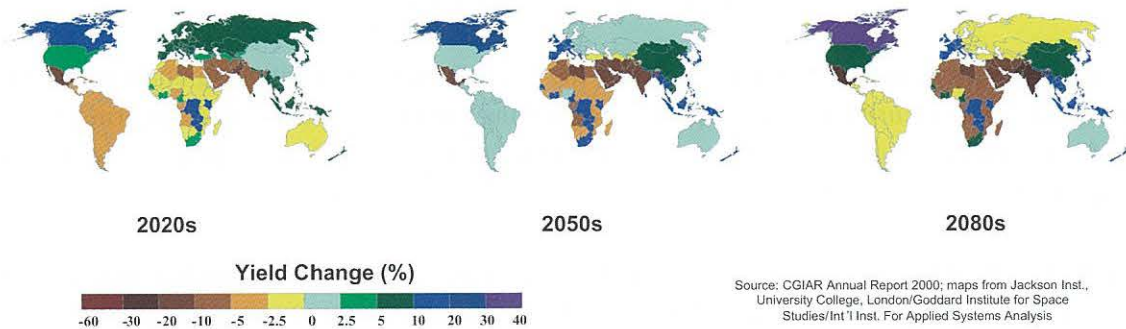 2020s
2050s
2080s
Yield Change (%)
-60 -30 -20 -10 -5 -2.5 0 2.5 5 10 20 30 40
Source: CGIAR Annual Report 2000; maps from Jackson Inst.,
University College, London/Goddard Institute for Space
Studies/Int'l Inst. For Applied Systems Analysis